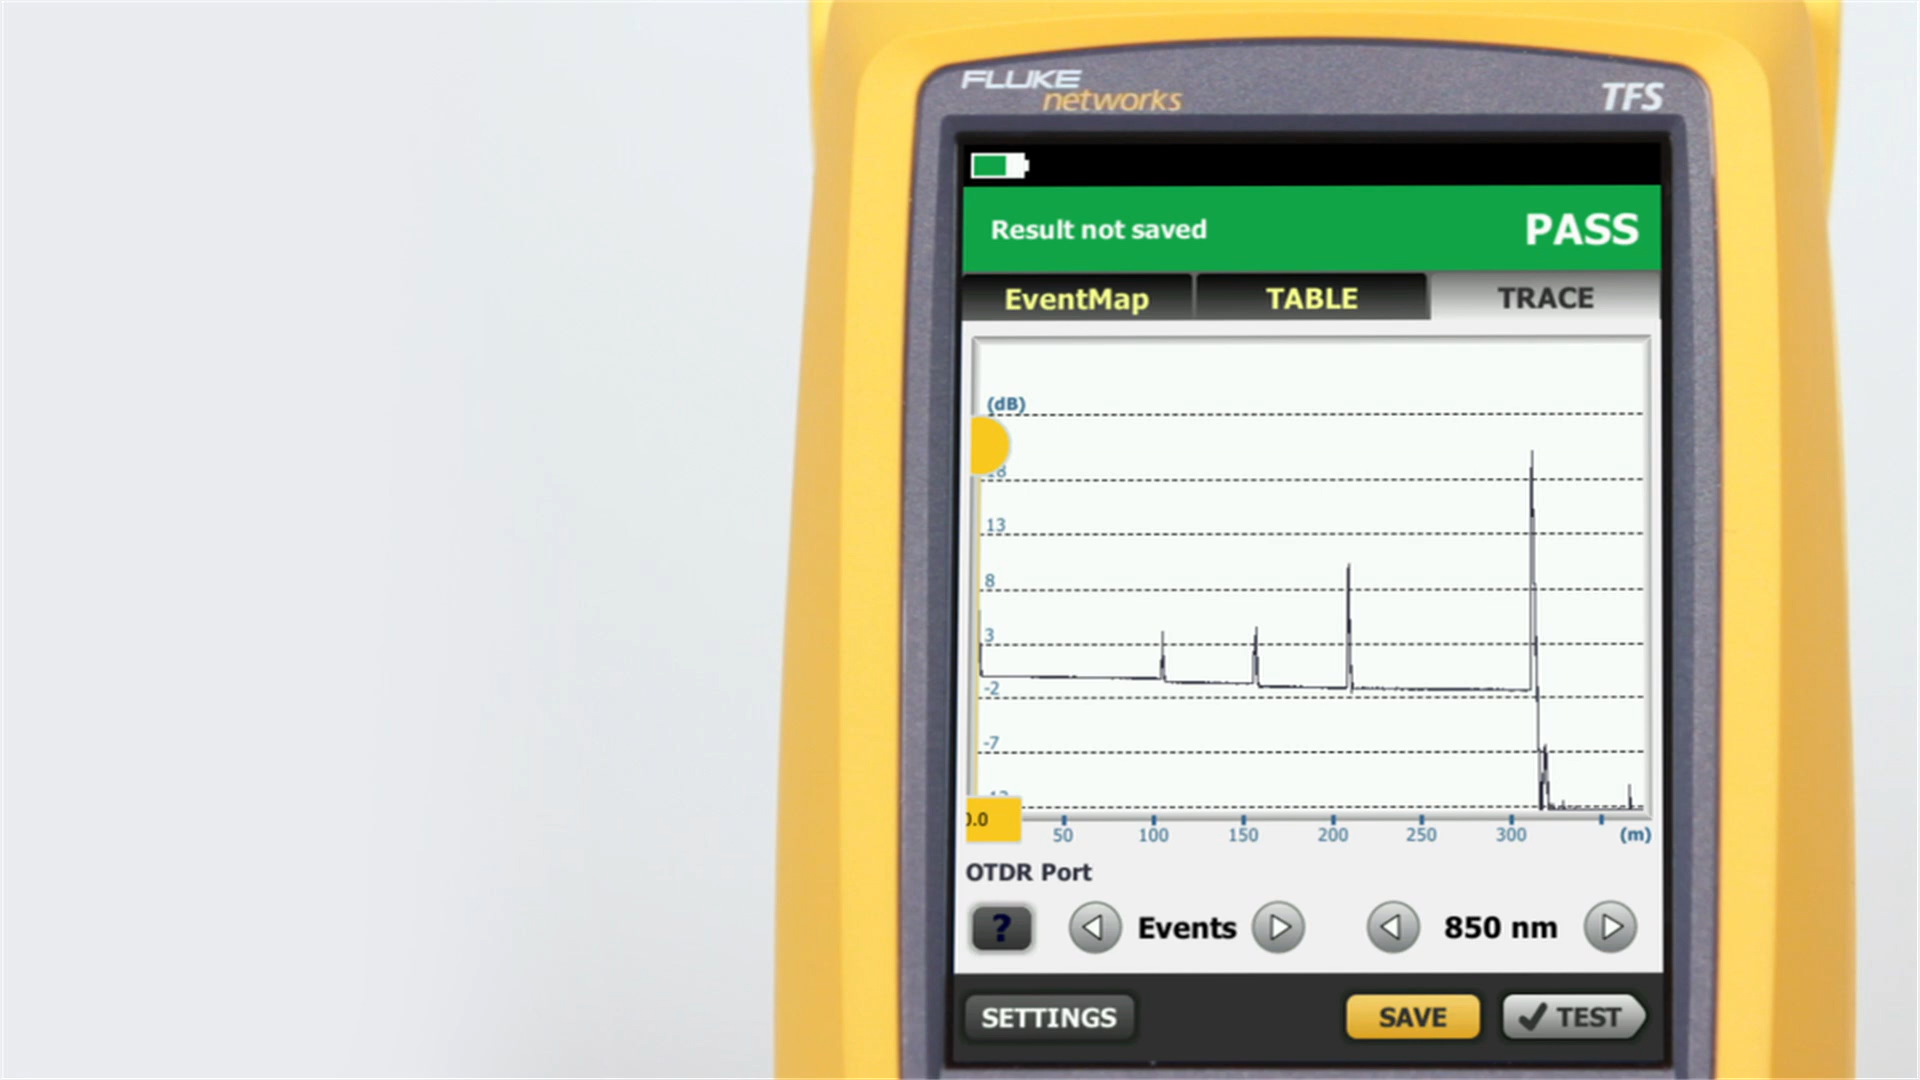 FLUKE
networks
TFS
Result not saved PASS
EventMap TABLE TRACE
(dB)
13
8
3
-2
-7
50 100 150 200 250 300 (m)
OTDR Port
? Events 850 nm
SETTINGS SAVE TEST